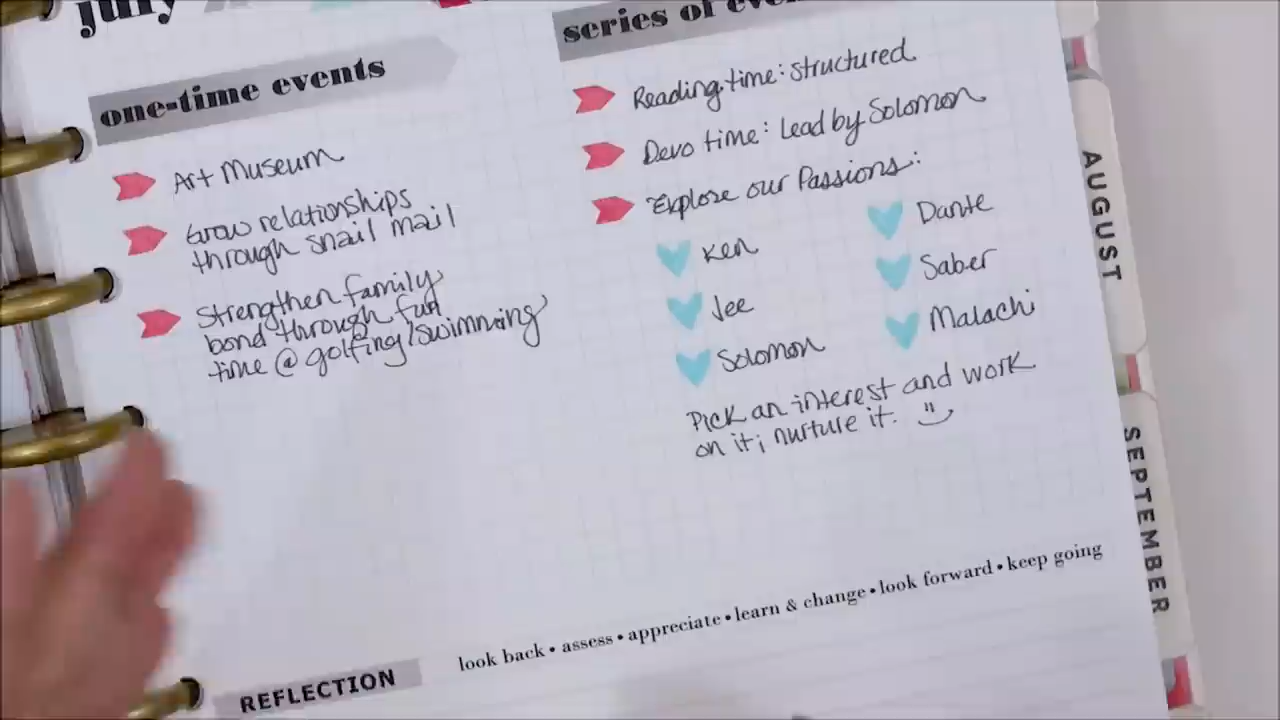 july
one-time events
Art Museum
Grow relationships
through snail mail
Strengthen family
bond through fun
time @ golfing/swimming
series of
Reading time: structured
Devo time: Lead by Solomon
Explore our Passions:
Ken
Jee
Solomon
Dante
Saber
Malachi
Pick an interest and work
on it; nurture it.
look back • assess • appreciate • learn & change • look forward • keep going
REFLECTION
AUGUST
SEPTEMBER